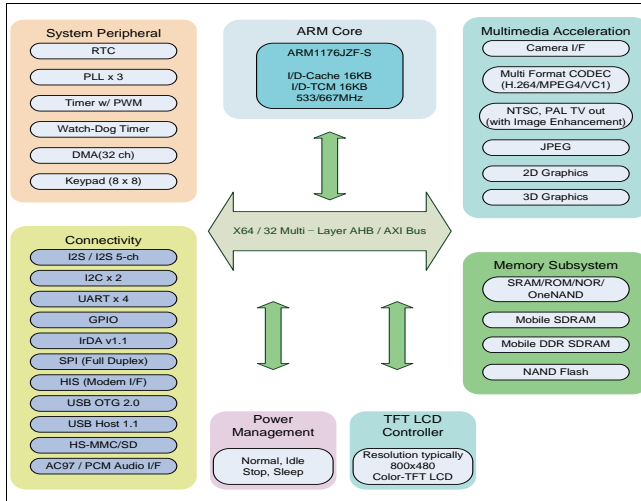 System Peripheral
RTC
PLL x 3
Timer w/ PWM
Watch-Dog Timer
DMA(32 ch)
Keypad (8 x 8)
ARM Core
ARM1176JZF-S
I/D-Cache 16KB
I/D-TCM 16KB
533/667MHz
Multimedia Acceleration
Camera I/F
Multi Format CODEC
(H.264/MPEG4/VC1)
NTSC, PAL TV out
(with Image Enhancement)
JPEG
2D Graphics
3D Graphics
X64 / 32 Multi – Layer AHB / AXI Bus
Connectivity
I2S / I2S 5-ch
I2C x 2
UART x 4
GPIO
IrDA v1.1
SPI (Full Duplex)
HIS (Modem I/F)
USB OTG 2.0
USB Host 1.1
HS-MMC/SD
AC97 / PCM Audio I/F
Memory Subsystem
SRAM/ROM/NOR/
OneNAND
Mobile SDRAM
Mobile DDR SDRAM
NAND Flash
Power
Management
Normal, Idle
Stop, Sleep
TFT LCD
Controller
Resolution typically
800x480
Color-TFT LCD